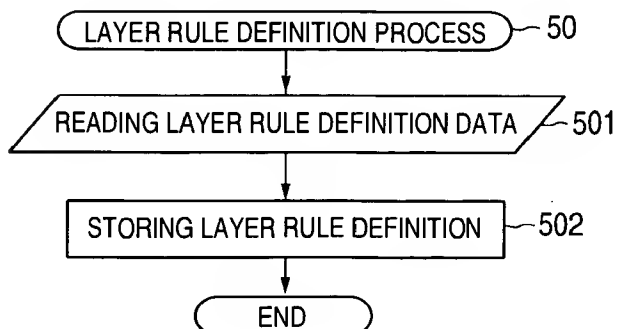 LAYER RULE DEFINITION PROCESS 50
READING LAYER RULE DEFINITION DATA 501
STORING LAYER RULE DEFINITION 502
END